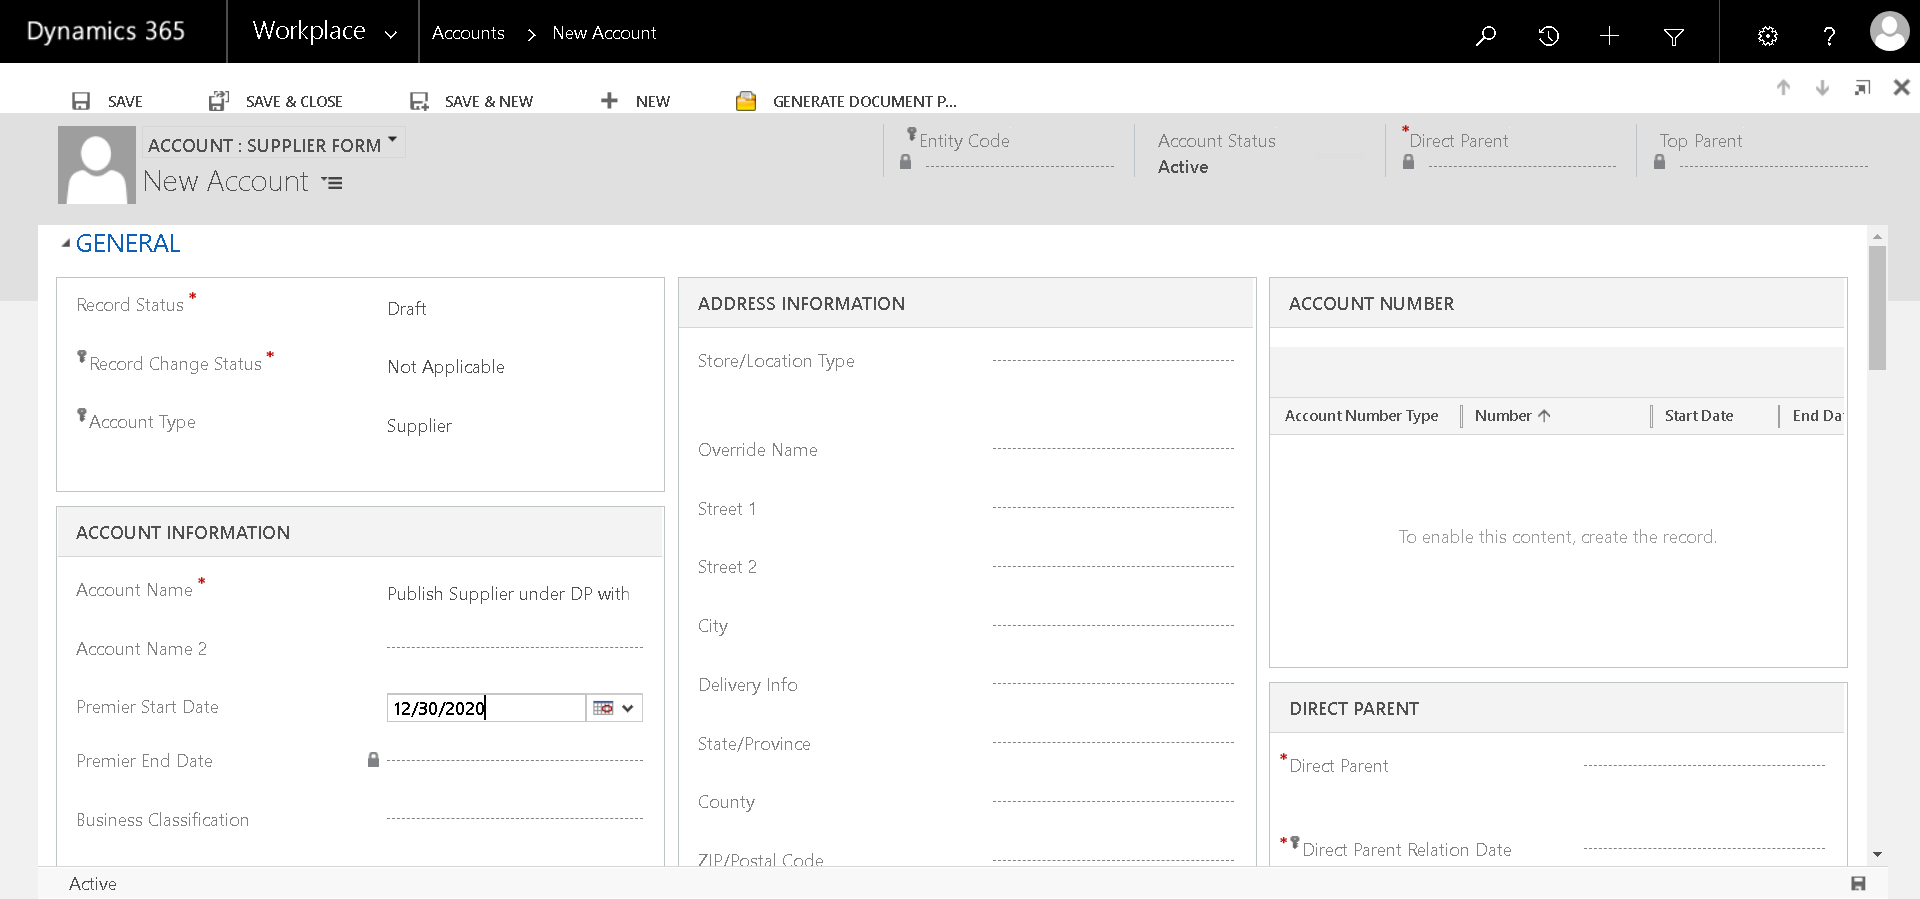 Dynamics 365
Workplace
Accounts
New Account
SAVE
SAVE & CLOSE
SAVE & NEW
NEW
GENERATE DOCUMENT P...
ACCOUNT : SUPPLIER FORM
New Account
Entity Code
Account Status
Active
*Direct Parent
Top Parent
GENERAL
Record Status *
Draft
Record Change Status *
Not Applicable
Account Type
Supplier
ACCOUNT INFORMATION
Account Name *
Publish Supplier under DP with
Account Name 2
Premier Start Date
12/30/2020
Premier End Date
Business Classification
ADDRESS INFORMATION
Store/Location Type
Override Name
Street 1
Street 2
City
Delivery Info
State/Province
County
ZIP/Postal Code
ACCOUNT NUMBER
Account Number Type
Number
Start Date
End Da
To enable this content, create the record.
DIRECT PARENT
*Direct Parent
*Direct Parent Relation Date
Active